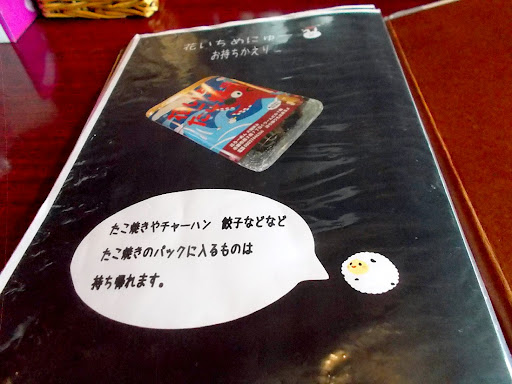 花いちめにゅー
お持ちかえり
たこ焼きやチャーハン 餃子などなど
たこ焼きのパックに入るものは
持ち帰れます。